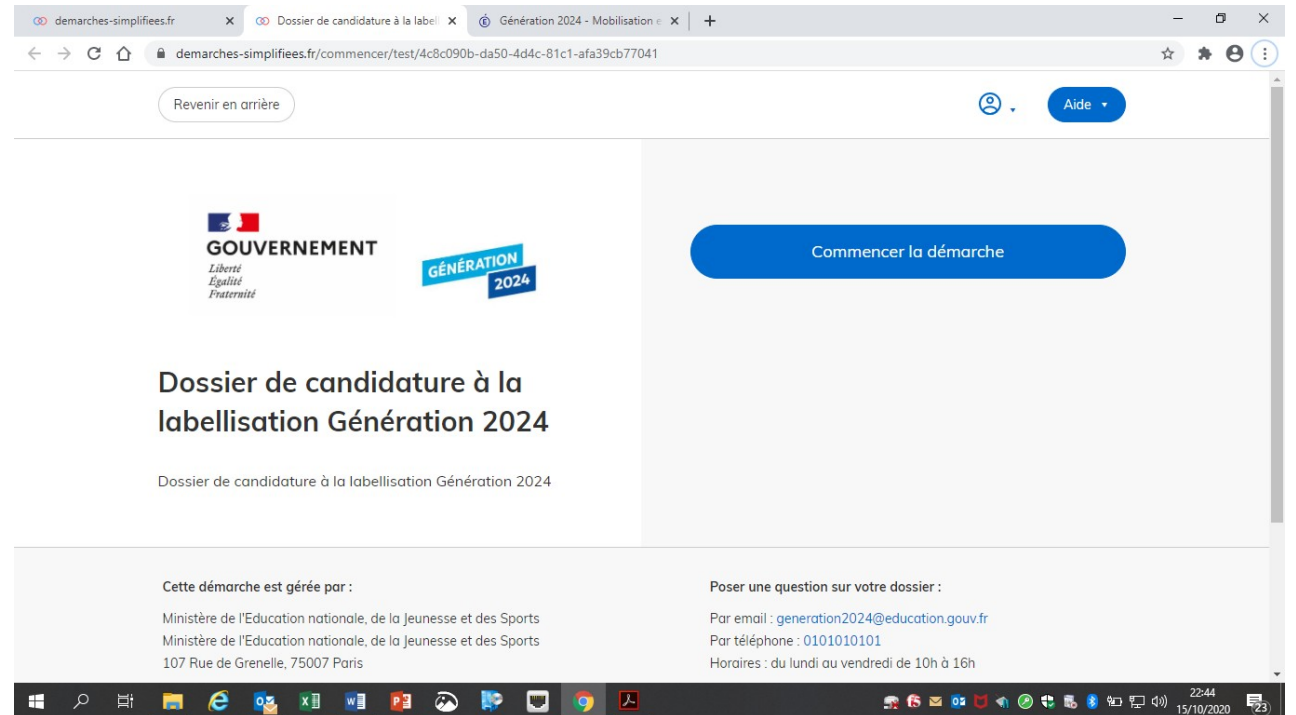 demarches-simplifiees.fr
Dossier de candidature à la label
Génération 2024 - Mobilisation e
demarches-simplifiees.fr/commencer/test/4c8c090b-da50-4d4c-81c1-afa39cb77041
Revenir en arrière
Aide
GOUVERNEMENT
Liberté
Égalité
Fraternité
GÉNÉRATION
2024
Commencer la démarche
Dossier de candidature à la
labellisation Génération 2024
Dossier de candidature à la labellisation Génération 2024
Cette démarche est gérée par :
Ministère de l'Education nationale, de la Jeunesse et des Sports
Ministère de l'Education nationale, de la Jeunesse et des Sports
107 Rue de Grenelle, 75007 Paris
Poser une question sur votre dossier :
Par email : generation2024@education.gouv.fr
Par téléphone : 0101010101
Horaires : du lundi au vendredi de 10h à 16h
22:44
15/10/2020
23